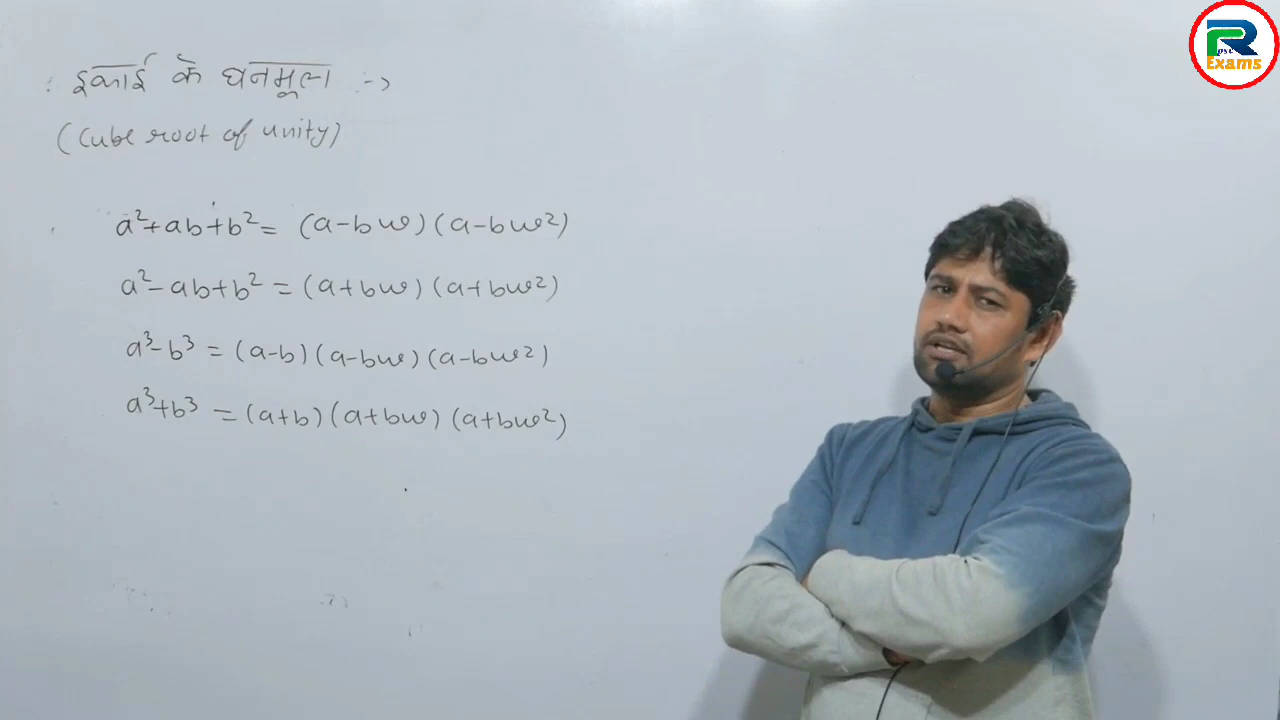 इकाई के घनमूल :->
(Cube root of unity)
a²+ab+b² = (a-bω)(a-bω²)
a²-ab+b² = (a+bω)(a+bω²)
a³-b³ = (a-b)(a-bω)(a-bω²)
a³+b³ = (a+b)(a+bω)(a+bω²)
PR
psc
Exams